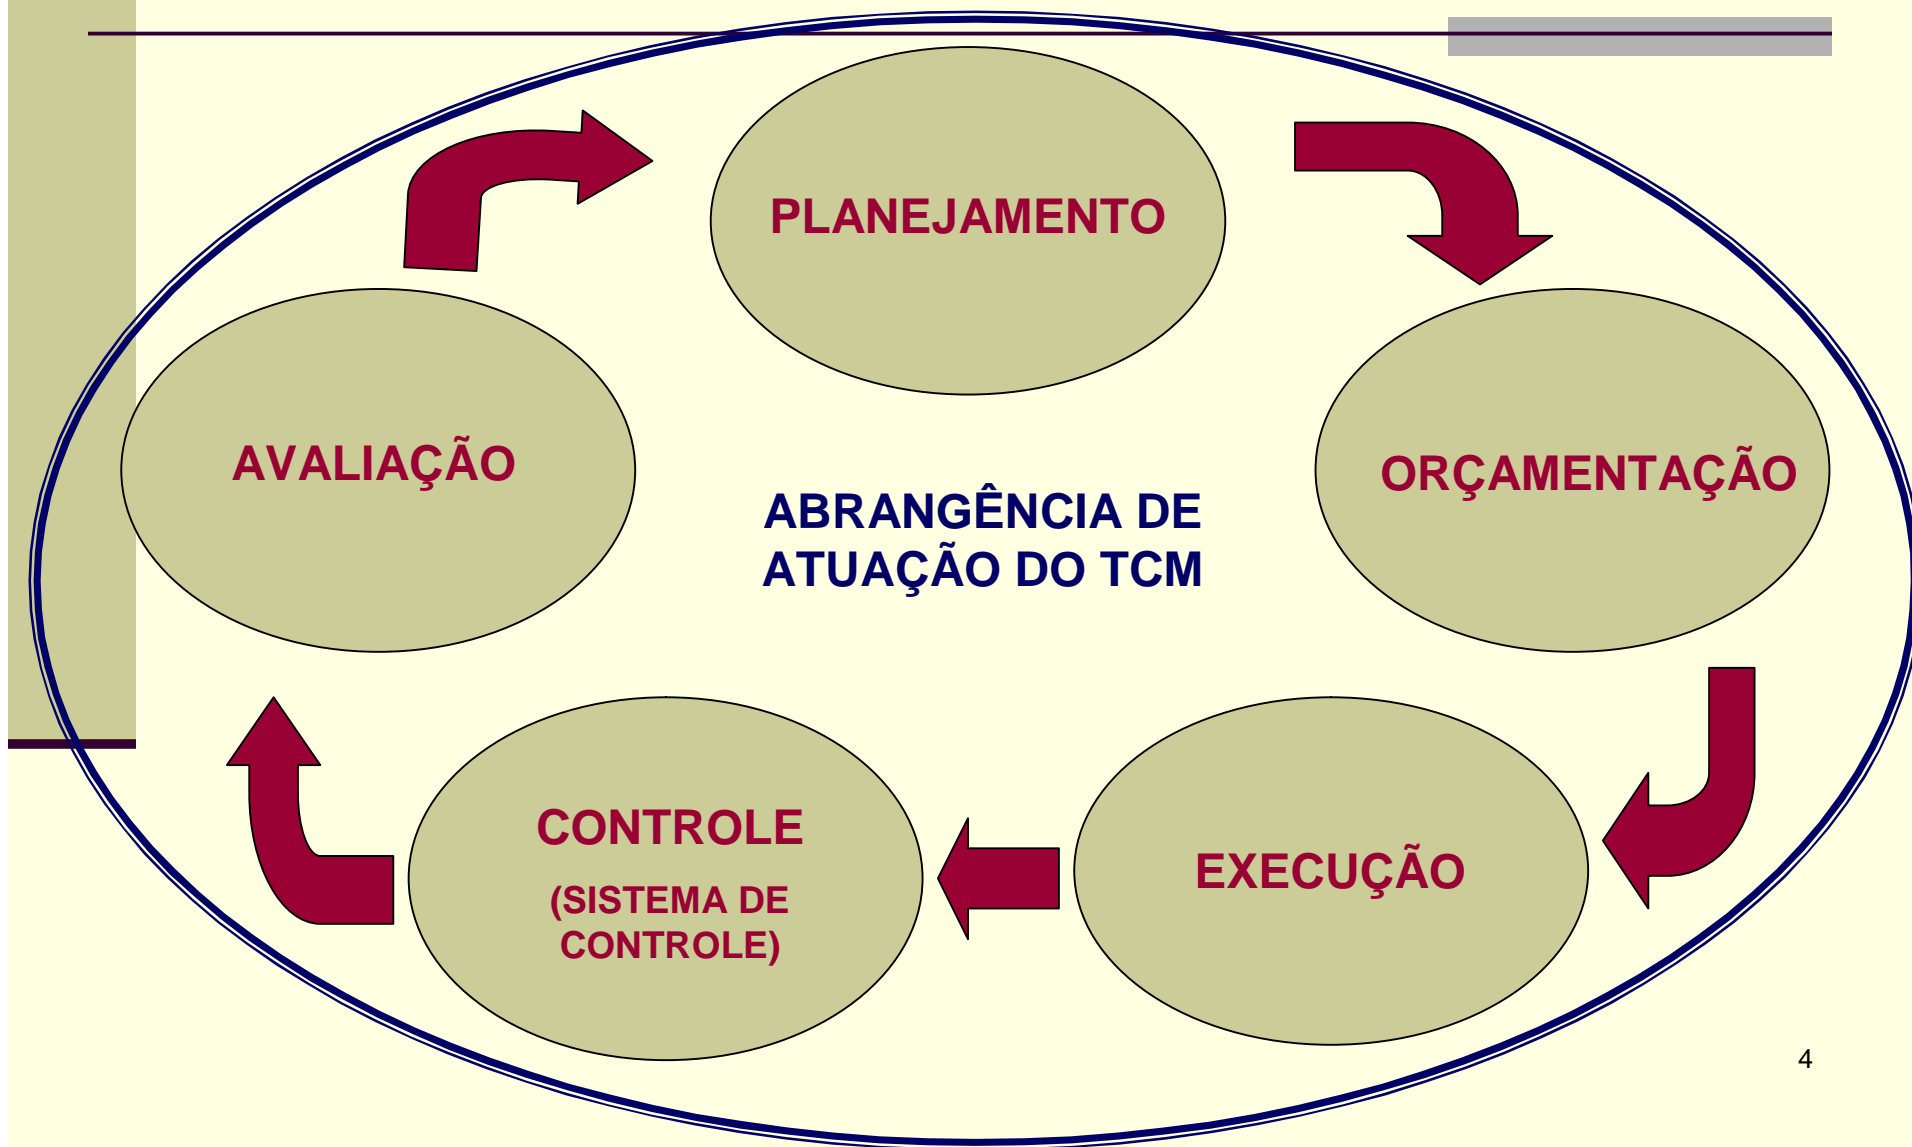 PLANEJAMENTO
AVALIAÇÃO
ORÇAMENTAÇÃO
ABRANGÊNCIA DE
ATUAÇÃO DO TCM
CONTROLE
(SISTEMA DE
CONTROLE)
EXECUÇÃO
4